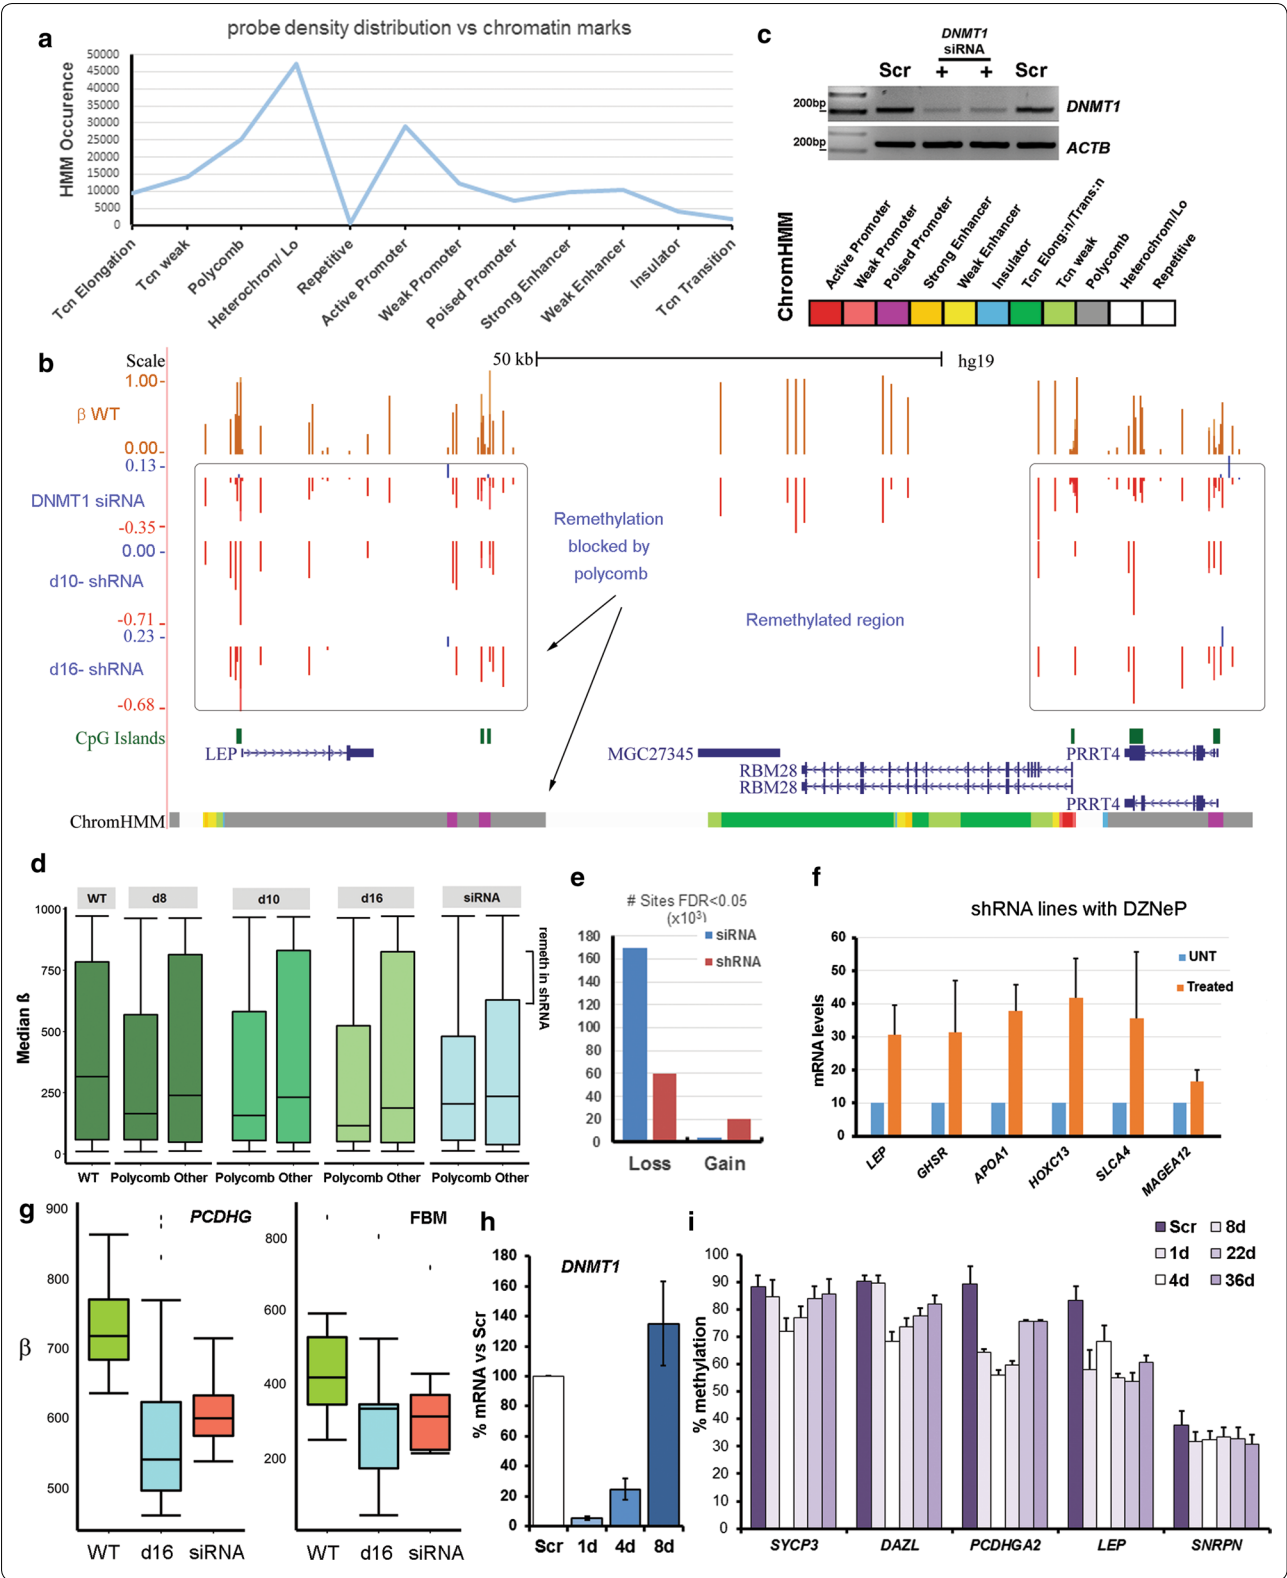 a
probe density distribution vs chromatin marks
HMM Occurence
50000
45000
40000
35000
30000
25000
20000
15000
10000
5000
0
Tcn Elongation
Tcn weak
Polycomb
Heterochrom/ Lo
Repetitive
Active Promoter
Weak Promoter
Poised Promoter
Strong Enhancer
Weak Enhancer
Insulator
Tcn Transition
c
DNMT1
siRNA
Scr + + Scr
200bp
DNMT1
200bp
ACTB
ChromHMM
Active Promoter
Weak Promoter
Poised Promoter
Strong Enhancer
Weak Enhancer
Insulator
Tcn Elong:n/Trans:n
Tcn weak
Polycomb
Heterochrom/Lo
Repetitive
b
Scale
50 kb
hg19
1.00
β WT
0.00
0.13
DNMT1 siRNA
-0.35
0.00
d10- shRNA
-0.71
0.23
d16- shRNA
-0.68
Remethylation
blocked by
polycomb
Remethylated region
CpG Islands
LEP
MGC27345
PRRT4
RBM28
RBM28
PRRT4
ChromHMM
d
WT d8 d10 d16 siRNA
Median ß
1000
750
500
250
0
remeth in shRNA
WT Polycomb Other Polycomb Other Polycomb Other Polycomb Other
e
# Sites FDR<0.05
(x10³)
180
160
140
120
100
80
60
40
20
0
siRNA
shRNA
Loss Gain
f
shRNA lines with DZNeP
mRNA levels
60
50
40
30
20
10
0
UNT
Treated
LEP
GHSR
APOA1
HOXC13
SLCA4
MAGEA12
g
PCDHG
β
900
800
700
600
500
WT d16 siRNA
FBM
800
600
400
200
WT d16 siRNA
h
DNMT1
% mRNA vs Scr
180
160
140
120
100
80
60
40
20
0
Scr 1d 4d 8d
i
Scr 8d
1d 22d
4d 36d
% methylation
100
90
80
70
60
50
40
30
20
10
0
SYCP3 DAZL PCDHGA2 LEP SNRPN